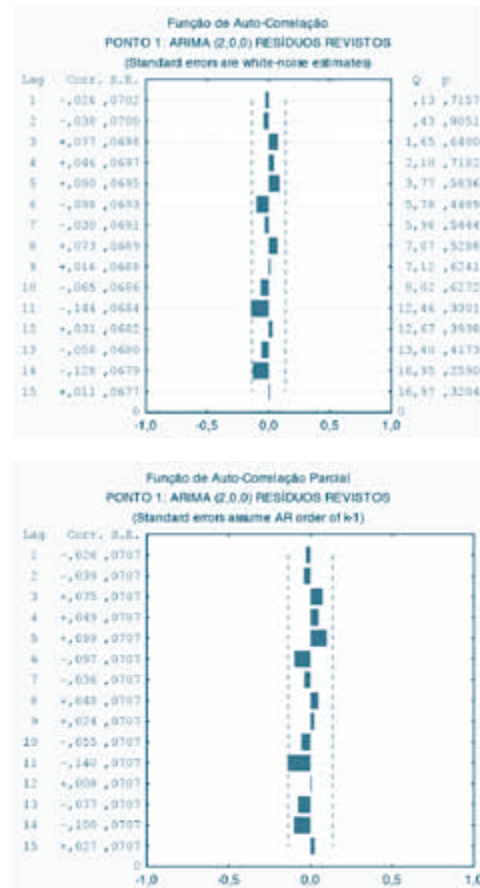 Função de Auto-Correlação
PONTO 1: ARIMA (2,0,0) RESÍDUOS REVISTOS
(Standard errors are white-noise estimates)
Lag Corr. S.E. Q p
1 -,026 ,0702 ,13 ,7157
2 -,038 ,0700 ,43 ,8051
3 +,077 ,0698 1,65 ,6480
4 +,046 ,0697 2,10 ,7182
5 +,090 ,0695 3,77 ,5836
6 -,098 ,0693 5,78 ,4489
7 -,030 ,0691 5,96 ,5444
8 +,073 ,0689 7,07 ,5288
9 +,016 ,0688 7,12 ,6241
10 -,065 ,0686 8,02 ,6272
11 -,144 ,0684 12,46 ,3301
12 +,031 ,0682 12,67 ,3938
13 ,0680 13,40 ,4173
14 -,128 ,0679 16,95 ,2590
15 +,011 ,0677 16,97 ,3204
0 0
-1,0 -0,5 0,0 0,5 1,0
Função de Auto-Correlação Parcial
PONTO 1: ARIMA (2,0,0) RESÍDUOS REVISTOS
(Standard errors assume AR order of k-1)
Lag Corr. S.E.
1 -,026 ,0707
2 -,039 ,0707
3 +,075 ,0707
4 +,049 ,0707
5 +,099 ,0707
6 -,097 ,0707
7 -,036 ,0707
8 ,0707
9 +,024 ,0707
10 -,055 ,0707
11 -,140 ,0707
12 +,008 ,0707
13 -,077 ,0707
14 -,100 ,0707
15 +,027 ,0707
0
-1,0 -0,5 0,0 0,5 1,0